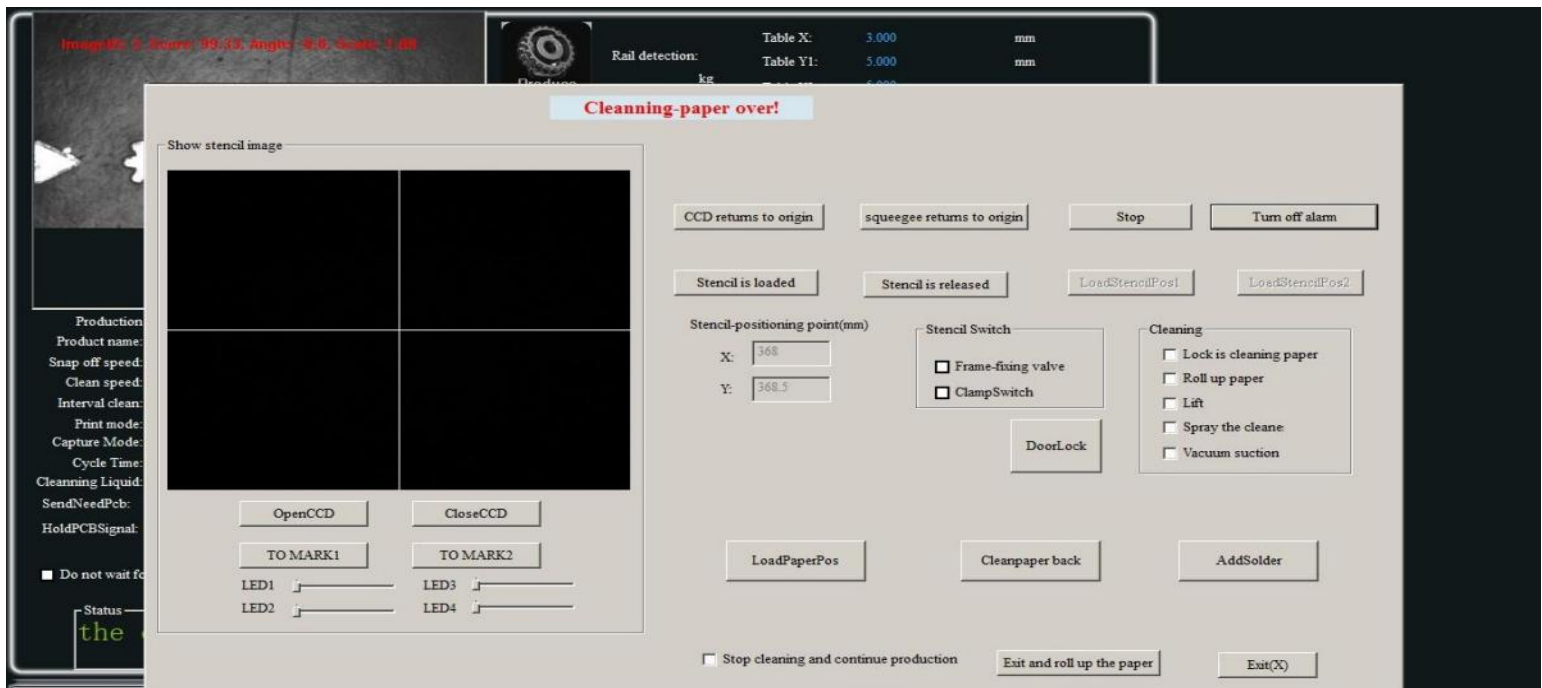 Table X: 3.000 mm
Rail detection:
Table Y1: 5.000 mm
kg
Cleanning-paper over!
Show stencil image
CCD returns to origin
squeegee returns to origin
Stop
Turn off alarm
Stencil is loaded
Stencil is released
LoadStencilPos1
LoadStencilPos2
Stencil-positioning point(mm)
X: 368
Y: 368.5
Stencil Switch
Frame-fixing valve
ClampSwitch
DoorLock
Cleaning
Lock is cleaning paper
Roll up paper
Lift
Spray the cleane
Vacuum suction
Production
Product name:
Snap off speed:
Clean speed:
Interval clean:
Print mode:
Capture Mode:
Cycle Time:
Cleanning Liquid:
SendNeedPcb:
HoldPCBSignal:
Do not wait fo
Status
the
OpenCCD
CloseCCD
TO MARK1
TO MARK2
LED1
LED3
LED2
LED4
LoadPaperPos
Cleanpaper back
AddSolder
Stop cleaning and continue production
Exit and roll up the paper
Exit(X)